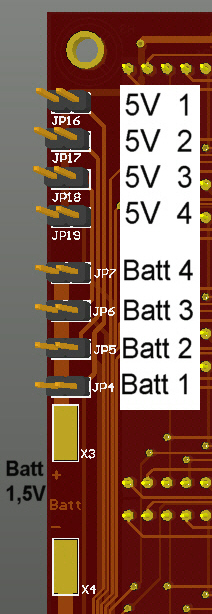 5V 1
JP16
5V 2
JP17
5V 3
JP18
5V 4
JP19
JP7 Batt 4
JP6 Batt 3
JP5 Batt 2
JP4 Batt 1
X3
Batt +
1,5V
Batt
-
X4